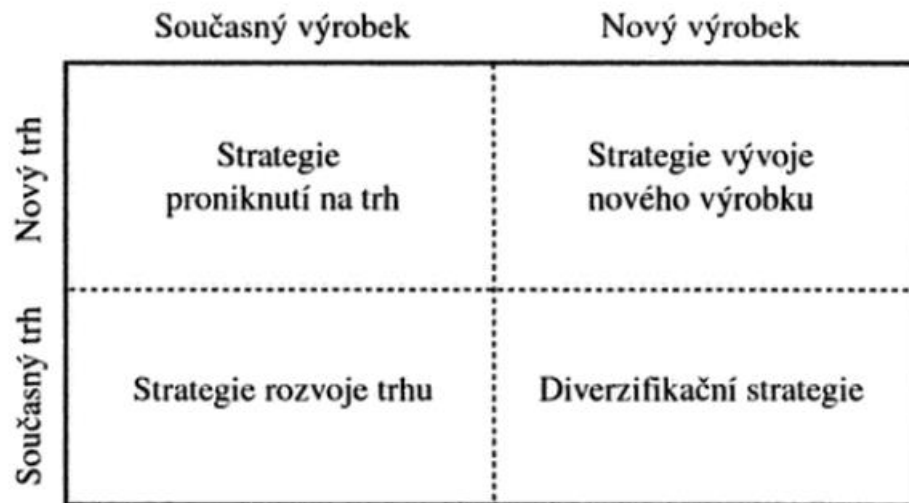 Současný výrobek
Nový výrobek
Nový trh
Strategie
proniknutí na trh
Strategie vývoje
nového výrobku
Současný trh
Strategie rozvoje trhu
Diverzifikační strategie